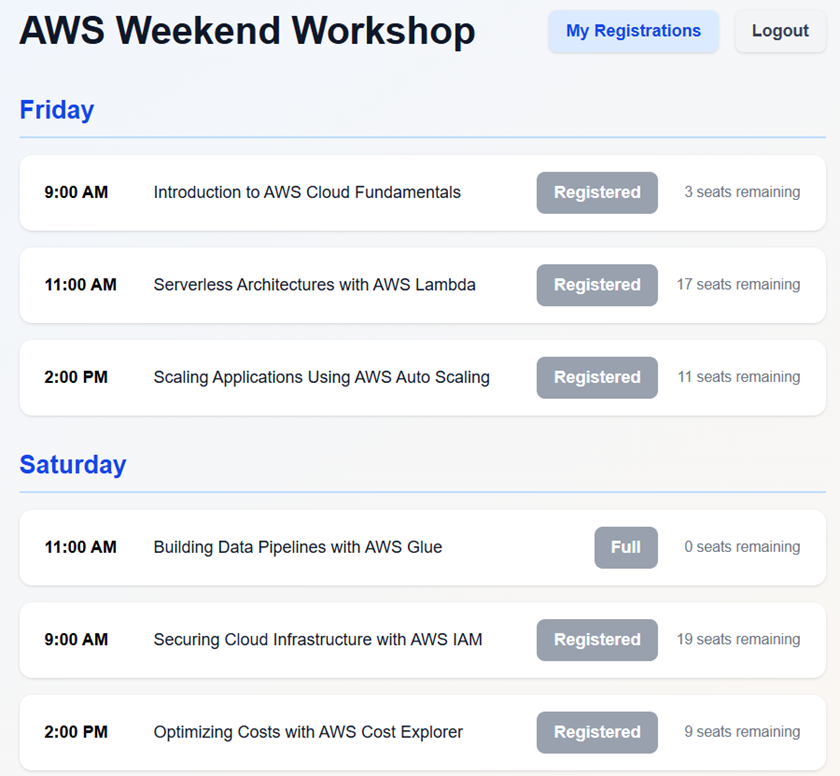 AWS Weekend Workshop My Registrations Logout
Friday
9:00 AM Introduction to AWS Cloud Fundamentals Registered 3 seats remaining
11:00 AM Serverless Architectures with AWS Lambda Registered 17 seats remaining
2:00 PM Scaling Applications Using AWS Auto Scaling Registered 11 seats remaining
Saturday
11:00 AM Building Data Pipelines with AWS Glue Full 0 seats remaining
9:00 AM Securing Cloud Infrastructure with AWS IAM Registered 19 seats remaining
2:00 PM Optimizing Costs with AWS Cost Explorer Registered 9 seats remaining